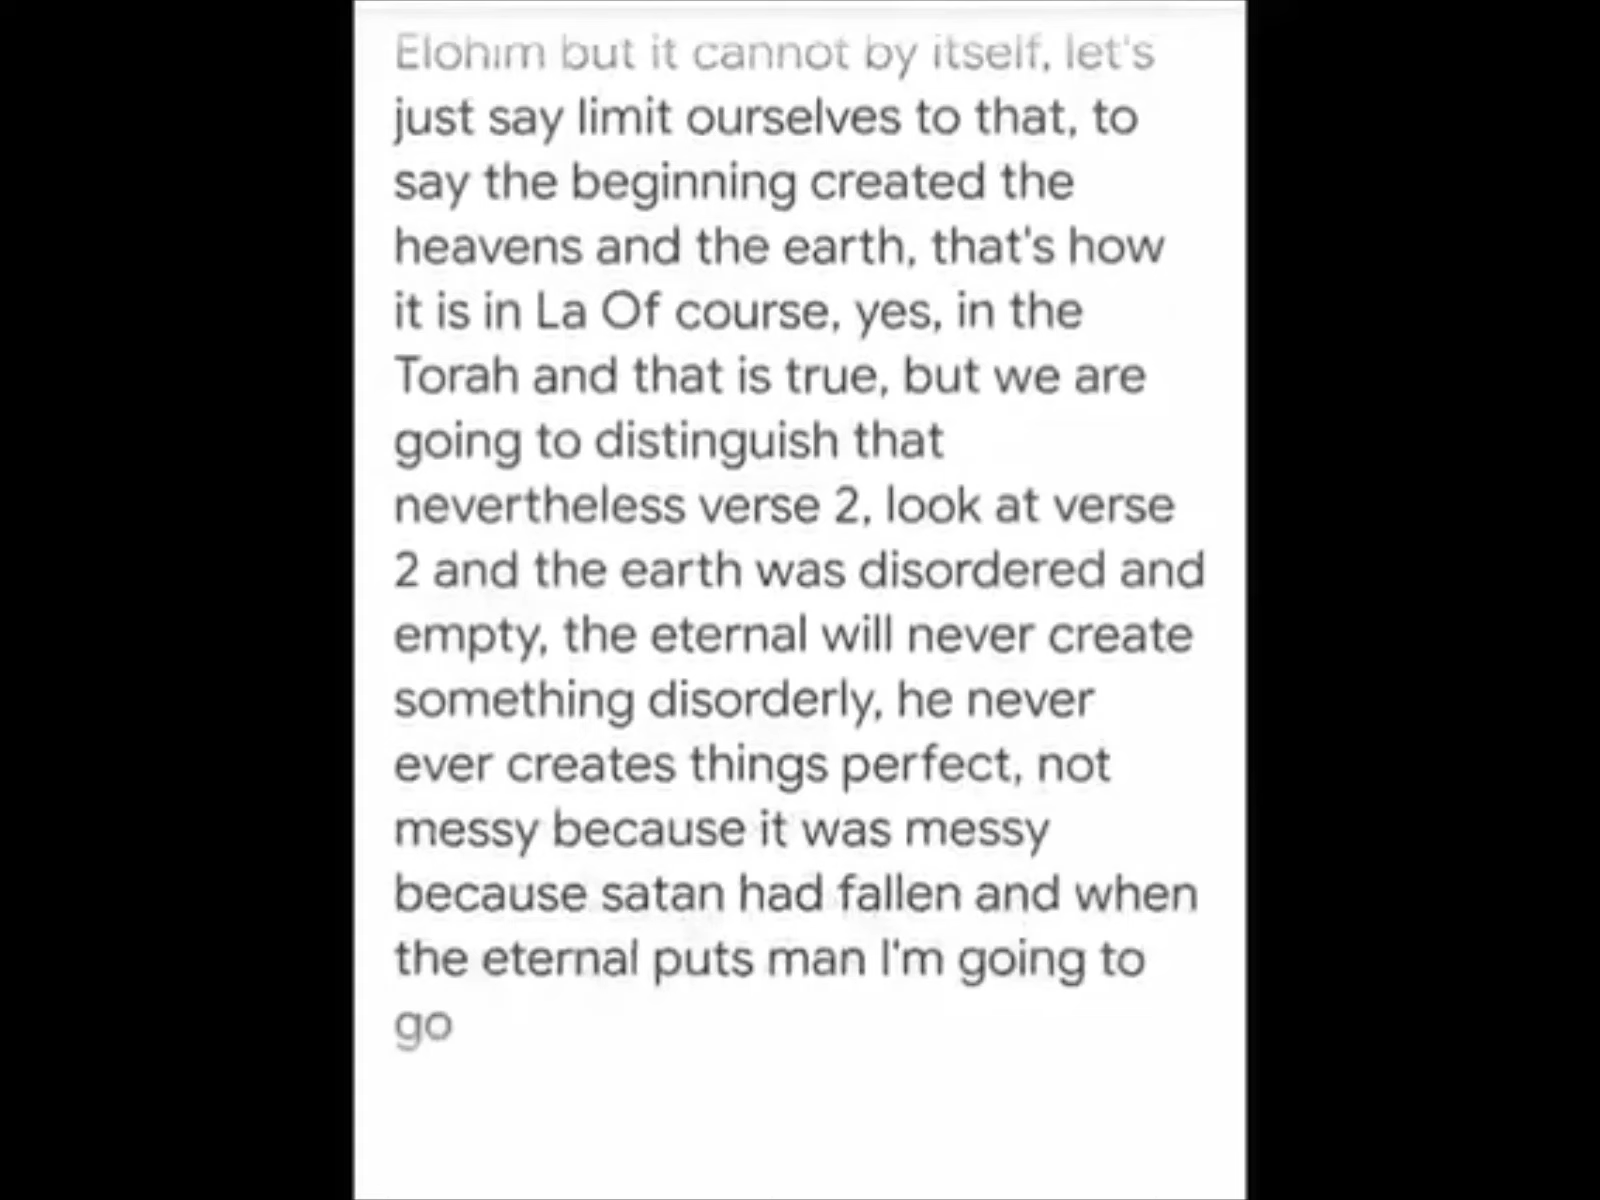 Elohim but it cannot by itself, let's
just say limit ourselves to that, to
say the beginning created the
heavens and the earth, that's how
it is in La Of course, yes, in the
Torah and that is true, but we are
going to distinguish that
nevertheless verse 2, look at verse
2 and the earth was disordered and
empty, the eternal will never create
something disorderly, he never
ever creates things perfect, not
messy because it was messy
because satan had fallen and when
the eternal puts man I'm going to
go